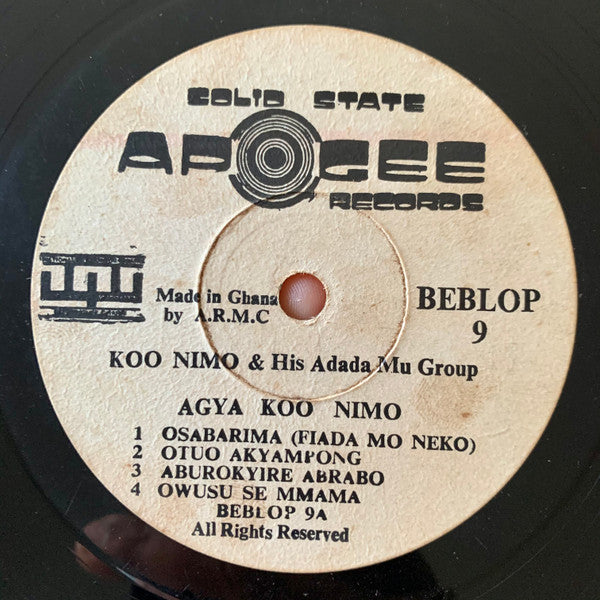 SOLID STATE
APOGEE
RECORDS
Made in Ghana
by A.R.M.C
BEBLOP
9
KOO NIMO & His Adada Mu Group
AGYA KOO NIMO
1 OSABARIMA (FIADA MO NEKO)
2 OTUO AKYAMPONG
3 ABUROKYIRE ABRABO
4 OWUSU SE MMAMA
BEBLOP 9A
All Rights Reserved